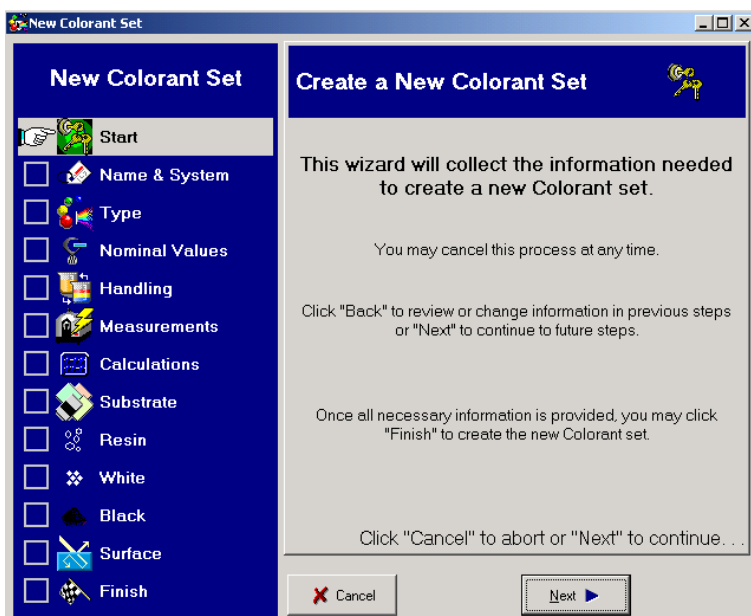 New Colorant Set
New Colorant Set
Start
Name & System
Type
Nominal Values
Handling
Measurements
Calculations
Substrate
Resin
White
Black
Surface
Finish
Create a New Colorant Set
This wizard will collect the information needed
to create a new Colorant set.
You may cancel this process at any time.
Click "Back" to review or change information in previous steps
or "Next" to continue to future steps.
Once all necessary information is provided, you may click
"Finish" to create the new Colorant set.
Click "Cancel" to abort or "Next" to continue. . .
Cancel
Next